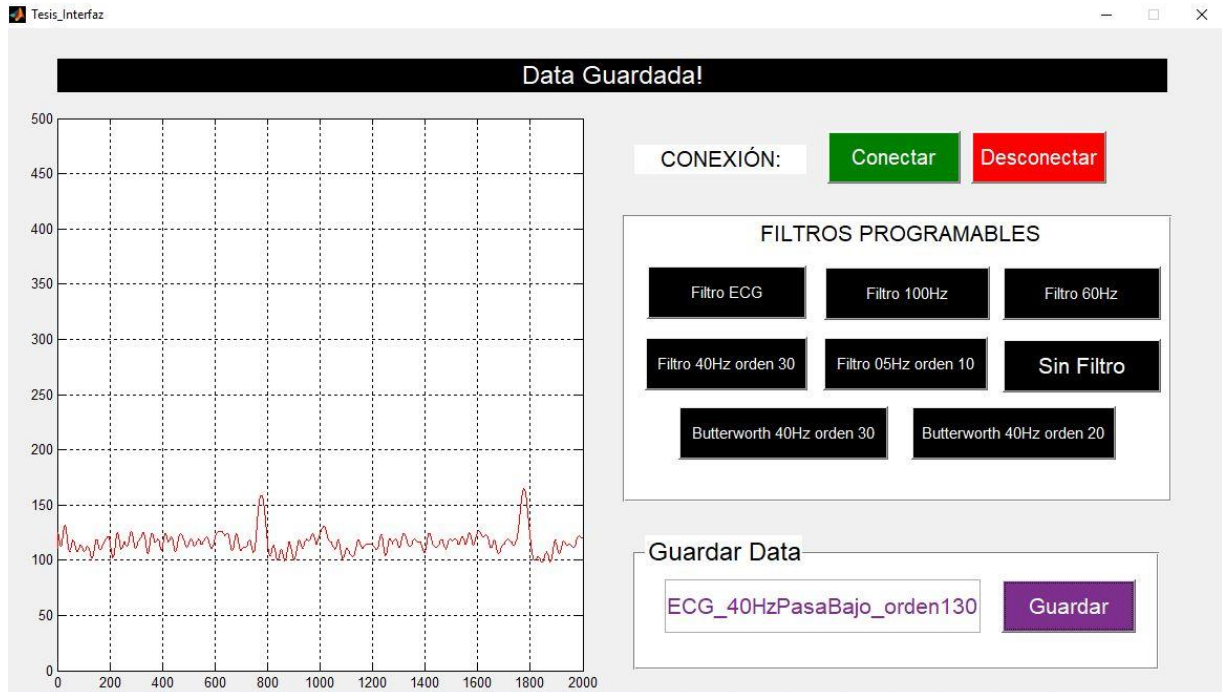 Tesis_Interfaz
Data Guardada!
500
450
400
350
300
250
200
150
100
50
0
0 200 400 600 800 1000 1200 1400 1600 1800 2000
CONEXIÓN: Conectar Desconectar
FILTROS PROGRAMABLES
Filtro ECG Filtro 100Hz Filtro 60Hz
Filtro 40Hz orden 30 Filtro 05Hz orden 10 Sin Filtro
Butterworth 40Hz orden 30 Butterworth 40Hz orden 20
Guardar Data
ECG_40HzPasaBajo_orden130 Guardar